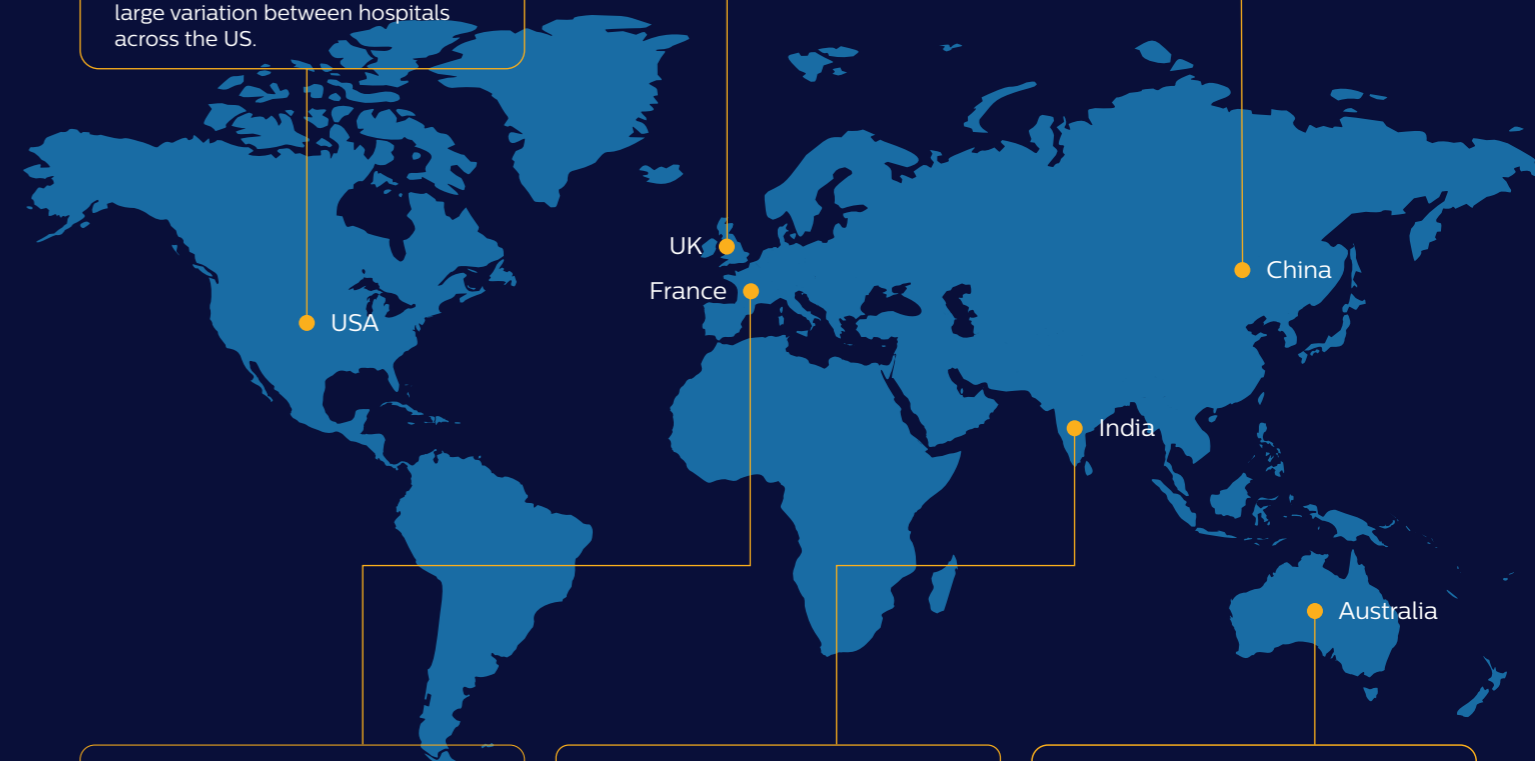 large variation between hospitals
across the US.
UK
France
China
USA
India
Australia